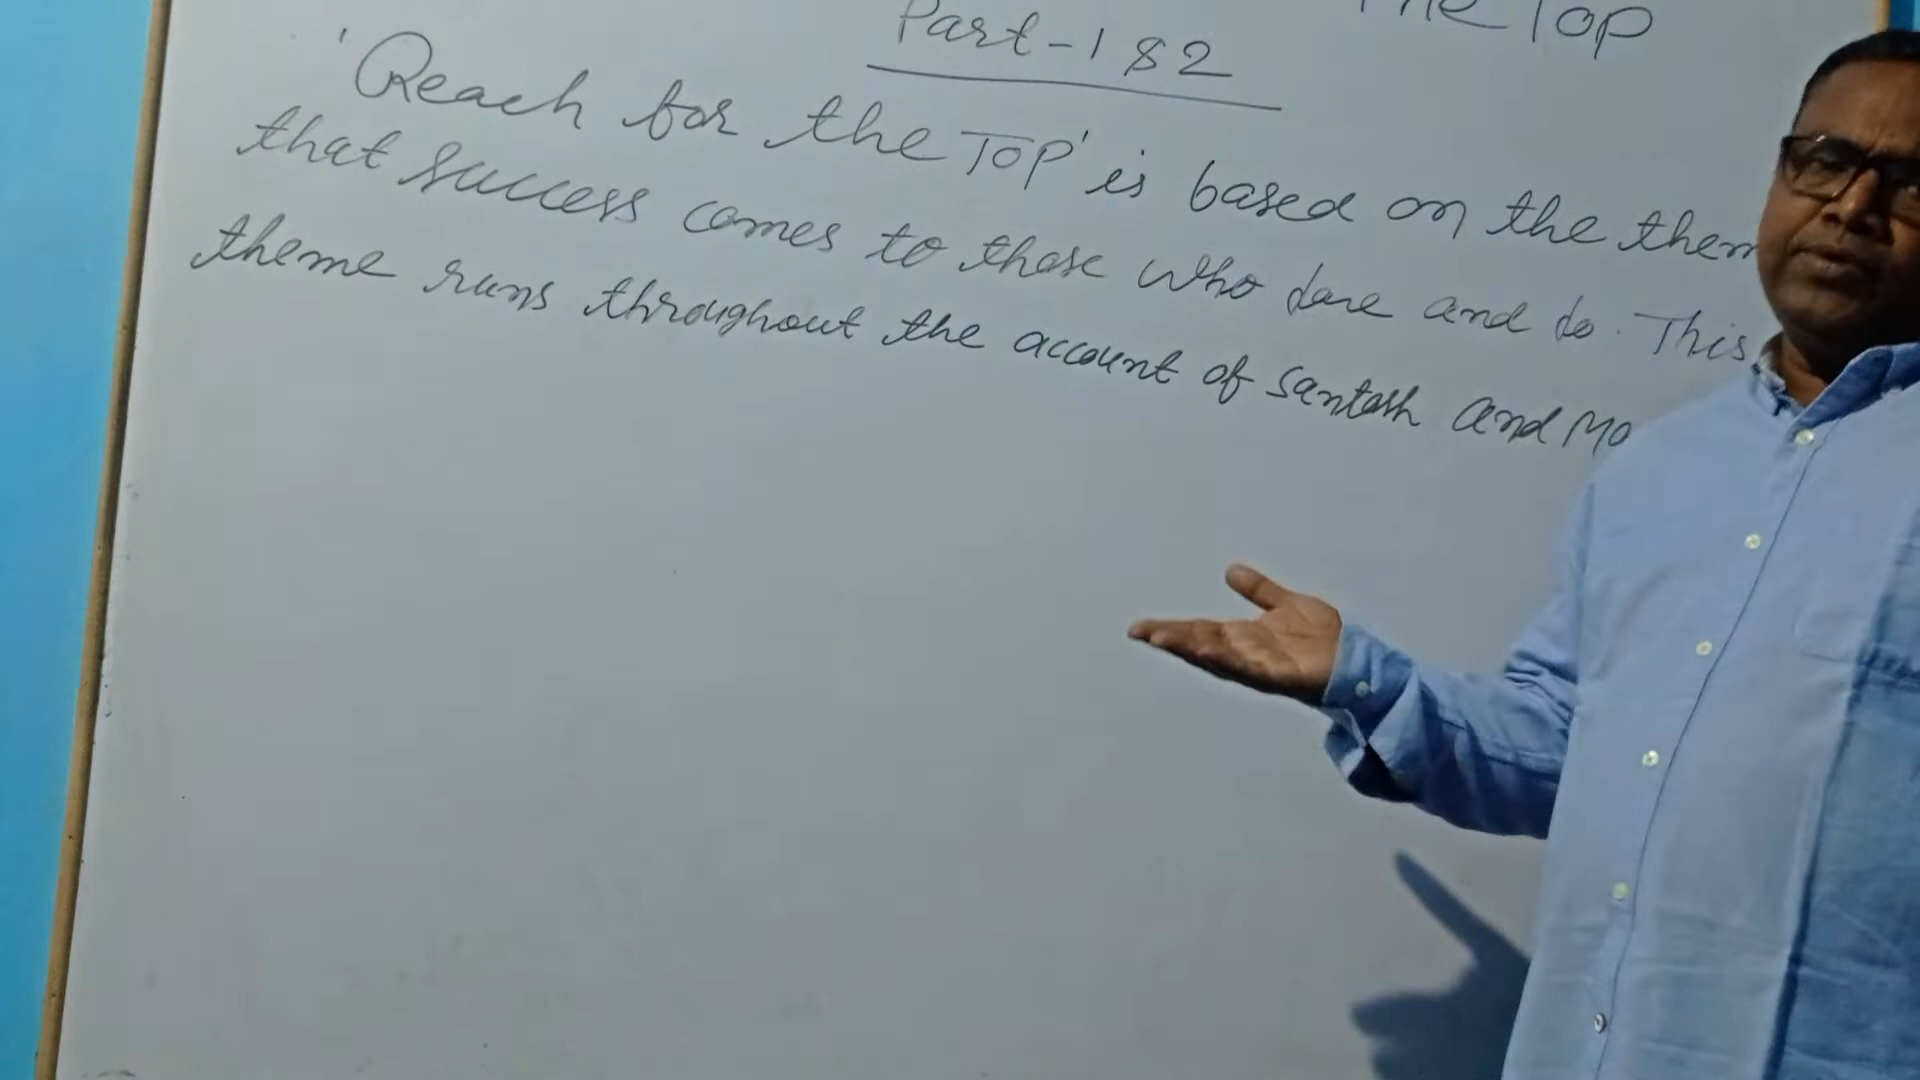 The Top
Part-1 & 2
'Reach for the Top' is based on the them
that success comes to those who dare and do. This
theme runs throughout the account of Santosh and Ma